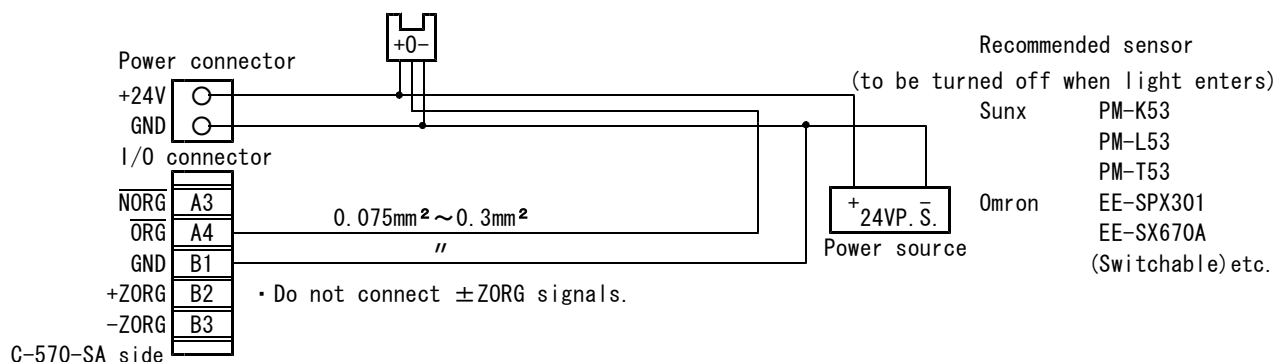 +O-
Recommended sensor
(to be turned off when light enters)
Sunx PM-K53
PM-L53
PM-T53
Omron EE-SPX301
EE-SX670A
(Switchable)etc.
Power connector
+24V
GND
I/O connector
NORG A3
ORG A4
GND B1
+ZORG B2
-ZORG B3
C-570-SA side
0.075mm²~0.3mm²
〃
・Do not connect ±ZORG signals.
+ -
24VP.S.
Power source